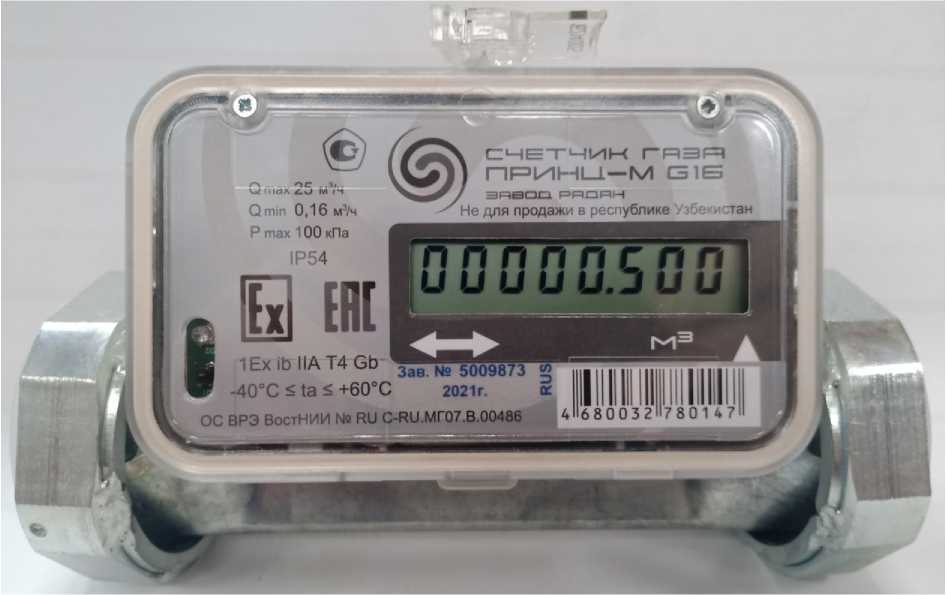 СЧЕТЧИК ГАЗА
ПРИНЦ-М G16
ЗАВОД РАДАН
Не для продажи в республике Узбекистан
Q max 25 м³/ч
Q min 0,16 м³/ч
P max 100 кПа
IP54
Ex
EAC
1Ex ib IIA T4 Gb
-40°C ≤ ta ≤ +60°C
ОС ВРЭ ВостНИИ № RU C-RU.МГ07.В.00486
00000.500
м³
Зав. № 5009873
2021г.
RUS
4 680032 780147